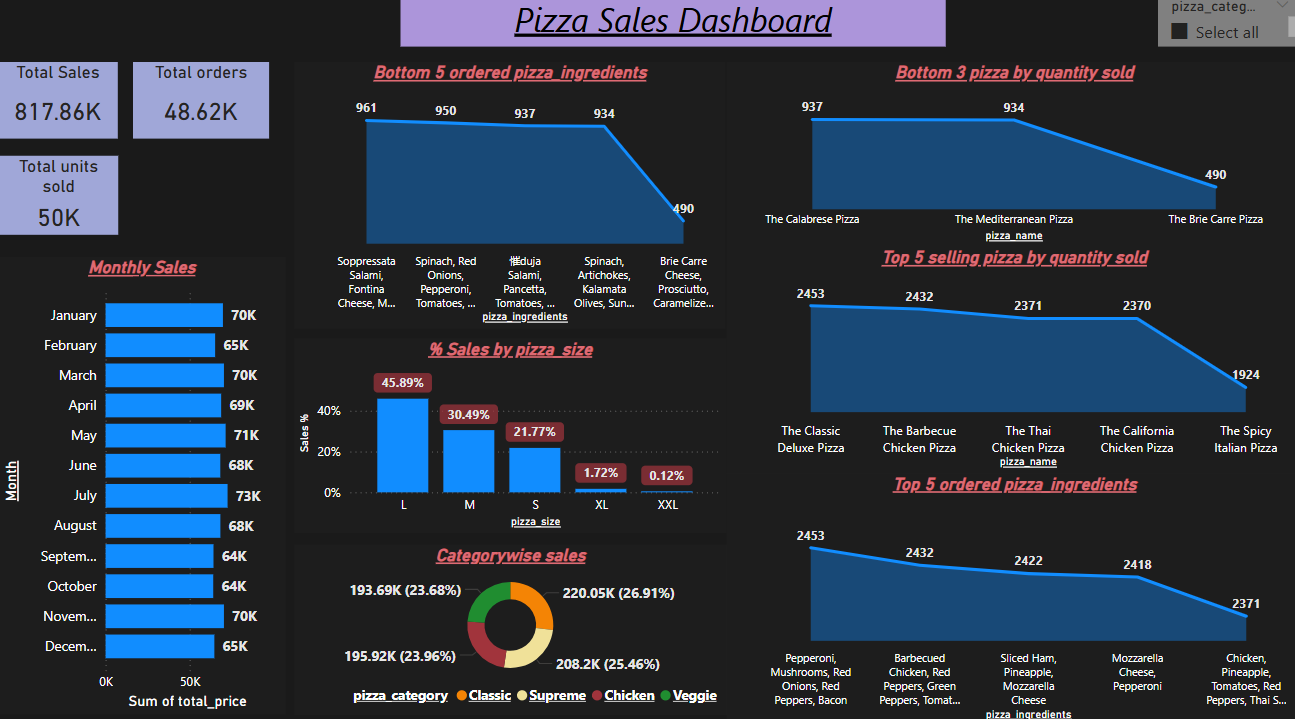 Pizza Sales Dashboard
pizza_categ...
Select all
Total Sales
817.86K
Total orders
48.62K
Total units
sold
50K
Monthly Sales
Month
January 70K
February 65K
March 70K
April 69K
May 71K
June 68K
July 73K
August 68K
Septem... 64K
October 64K
Novem... 70K
Decem... 65K
0K 50K
Sum of total_price
Bottom 5 ordered pizza_ingredients
961 950 937 934 490
Soppressata Spinach, Red 惟duja Spinach, Brie Carre
Salami, Onions, Salami, Artichokes, Cheese,
Fontina Pepperoni, Pancetta, Kalamata Prosciutto,
Cheese, M... Tomatoes, ... Tomatoes, ... Olives, Sun... Caramelize...
pizza_ingredients
% Sales by pizza_size
Sales %
40%
20%
0%
45.89% 30.49% 21.77% 1.72% 0.12%
L M S XL XXL
pizza_size
Categorywise sales
193.69K (23.68%) 220.05K (26.91%)
195.92K (23.96%) 208.2K (25.46%)
pizza_category Classic Supreme Chicken Veggie
Bottom 3 pizza by quantity sold
937 934 490
The Calabrese Pizza The Mediterranean Pizza The Brie Carre Pizza
pizza_name
Top 5 selling pizza by quantity sold
2453 2432 2371 2370 1924
The Classic The Barbecue The Thai The California The Spicy
Deluxe Pizza Chicken Pizza Chicken Pizza Chicken Pizza Italian Pizza
pizza_name
Top 5 ordered pizza_ingredients
2453 2432 2422 2418 2371
Pepperoni, Barbecued Sliced Ham, Mozzarella Chicken,
Mushrooms, Red Chicken, Red Pineapple, Cheese, Pineapple,
Onions, Red Peppers, Green Mozzarella Pepperoni Tomatoes, Red
Peppers, Bacon Peppers, Tomat... Cheese Peppers, Thai S...
pizza_ingredients